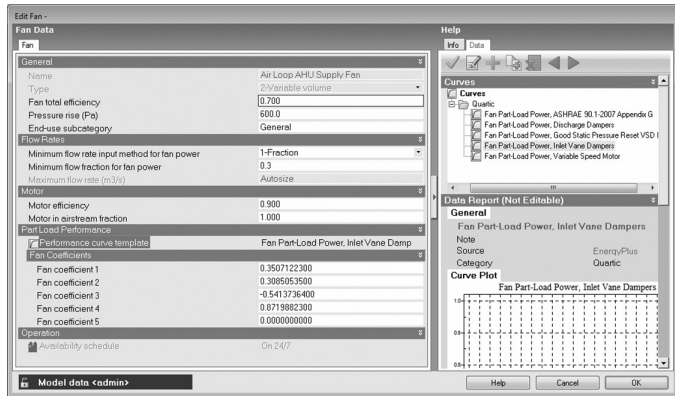 Edit Fan -
Fan Data
Fan
General
Name Air Loop AHU Supply Fan
Type 2-Variable volume
Fan total efficiency 0.700
Pressure rise (Pa) 600.0
End-use subcategory General
Flow Rates
Minimum flow rate input method for fan power 1-Fraction
Minimum flow fraction for fan power 0.3
Maximum flow rate (m3/s) Autosize
Motor
Motor efficiency 0.900
Motor in airstream fraction 1.000
Part Load Performance
Performance curve template Fan Part-Load Power, Inlet Vane Damp
Fan Coefficients
Fan coefficient 1 0.3507122300
Fan coefficient 2 0.3085053500
Fan coefficient 3 -0.5413736400
Fan coefficient 4 0.8719882300
Fan coefficient 5 0.0000000000
Operation
Availability schedule On 24/7
Help
Info Data
Curves
Curves
Quartic
Fan Part-Load Power, ASHRAE 90.1-2007 Appendix G
Fan Part-Load Power, Discharge Dampers
Fan Part-Load Power, Good Static Pressure Reset VSD
Fan Part-Load Power, Inlet Vane Dampers
Fan Part-Load Power, Variable Speed Motor
Data Report (Not Editable)
General
Fan Part-Load Power, Inlet Vane Dampers
Note
Source EnergyPlus
Category Quartic
Curve Plot
Fan Part-Load Power, Inlet Vane Dampers
1.0
0.9
0.8
Model data <admin>
Help Cancel OK